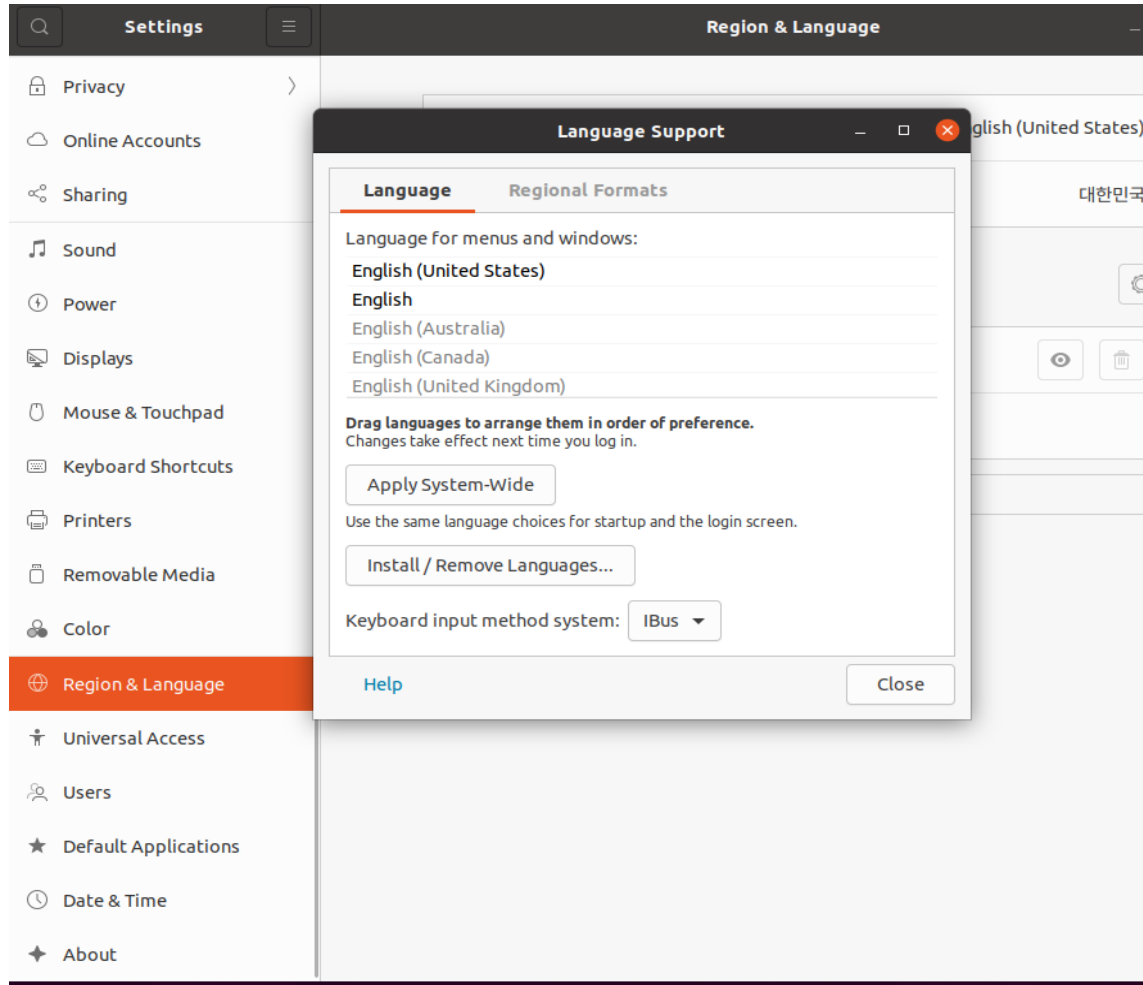 Settings
Region & Language
Privacy
Online Accounts
Sharing
Sound
Power
Displays
Mouse & Touchpad
Keyboard Shortcuts
Printers
Removable Media
Color
Region & Language
Universal Access
Users
Default Applications
Date & Time
About
glish (United States)
대한민국
Language Support
Language
Regional Formats
Language for menus and windows:
English (United States)
English
English (Australia)
English (Canada)
English (United Kingdom)
Drag languages to arrange them in order of preference.
Changes take effect next time you log in.
Apply System-Wide
Use the same language choices for startup and the login screen.
Install / Remove Languages...
Keyboard input method system: IBus
Help
Close